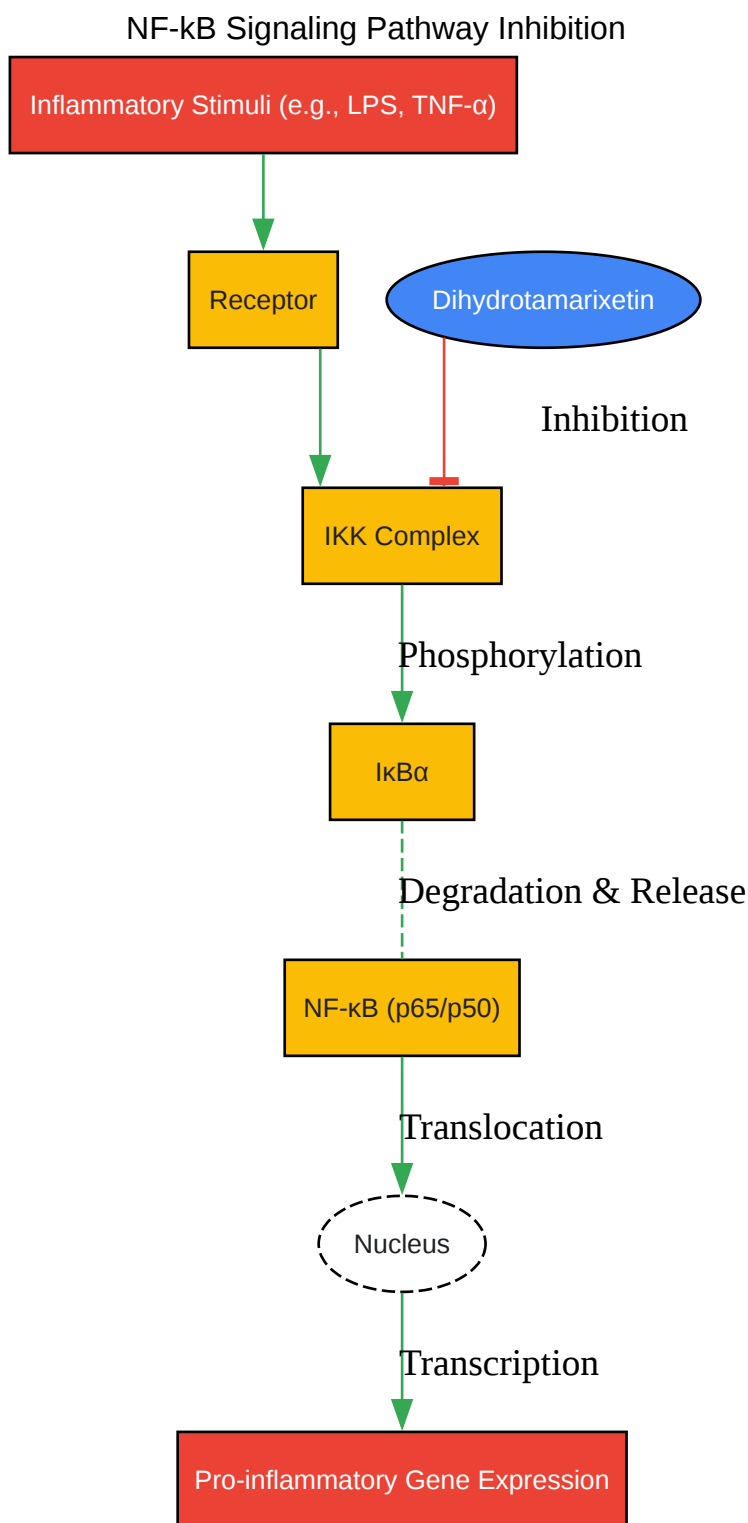 NF-kB Signaling Pathway Inhibition
Inflammatory Stimuli (e.g., LPS, TNF-α)
Receptor
Dihydrotamarixetin
Inhibition
IKK Complex
Phosphorylation
IκBα
Degradation & Release
NF-κB (p65/p50)
Translocation
Nucleus
Transcription
Pro-inflammatory Gene Expression